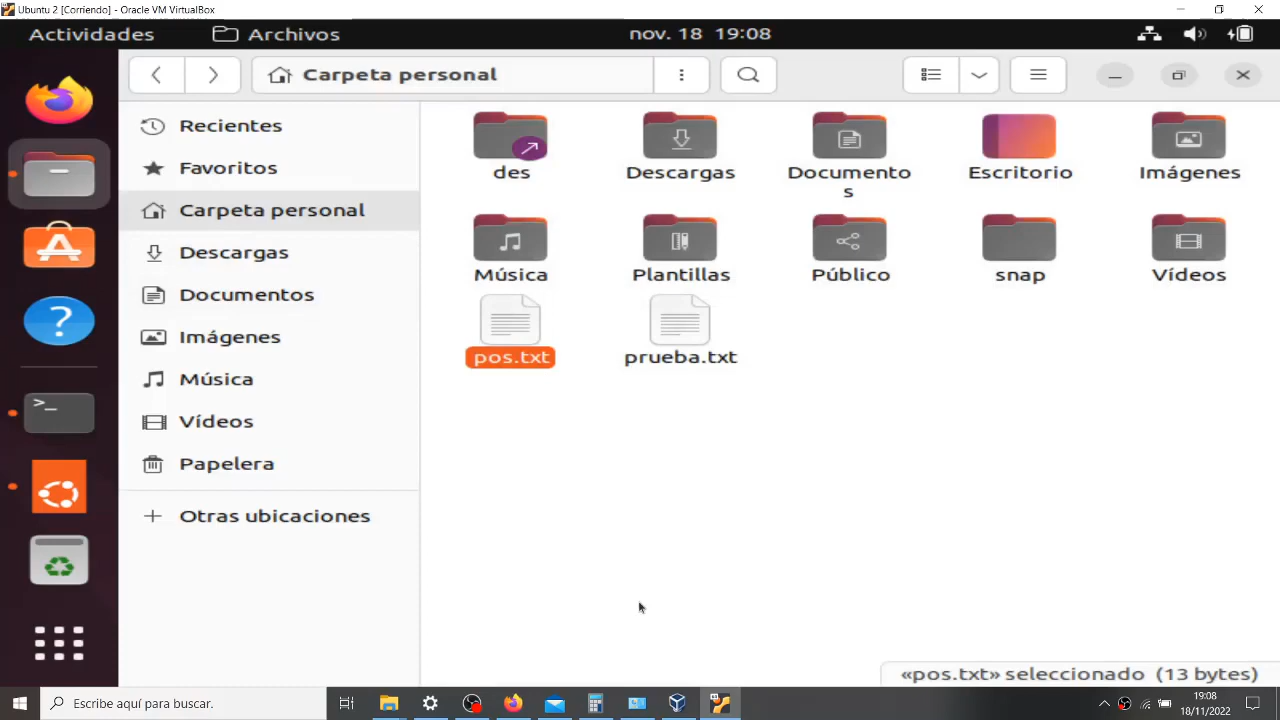 Ubuntu 2 [Corriendo] - Oracle VM VirtualBox
Actividades Archivos nov. 18 19:08
Carpeta personal
Recientes
Favoritos
Carpeta personal
Descargas
Documentos
Imágenes
Música
Vídeos
Papelera
Otras ubicaciones
des Descargas Documento Escritorio Imágenes
s
Música Plantillas Público snap Vídeos
pos.txt prueba.txt
«pos.txt» seleccionado (13 bytes)
Escribe aquí para buscar.
19:08
18/11/2022